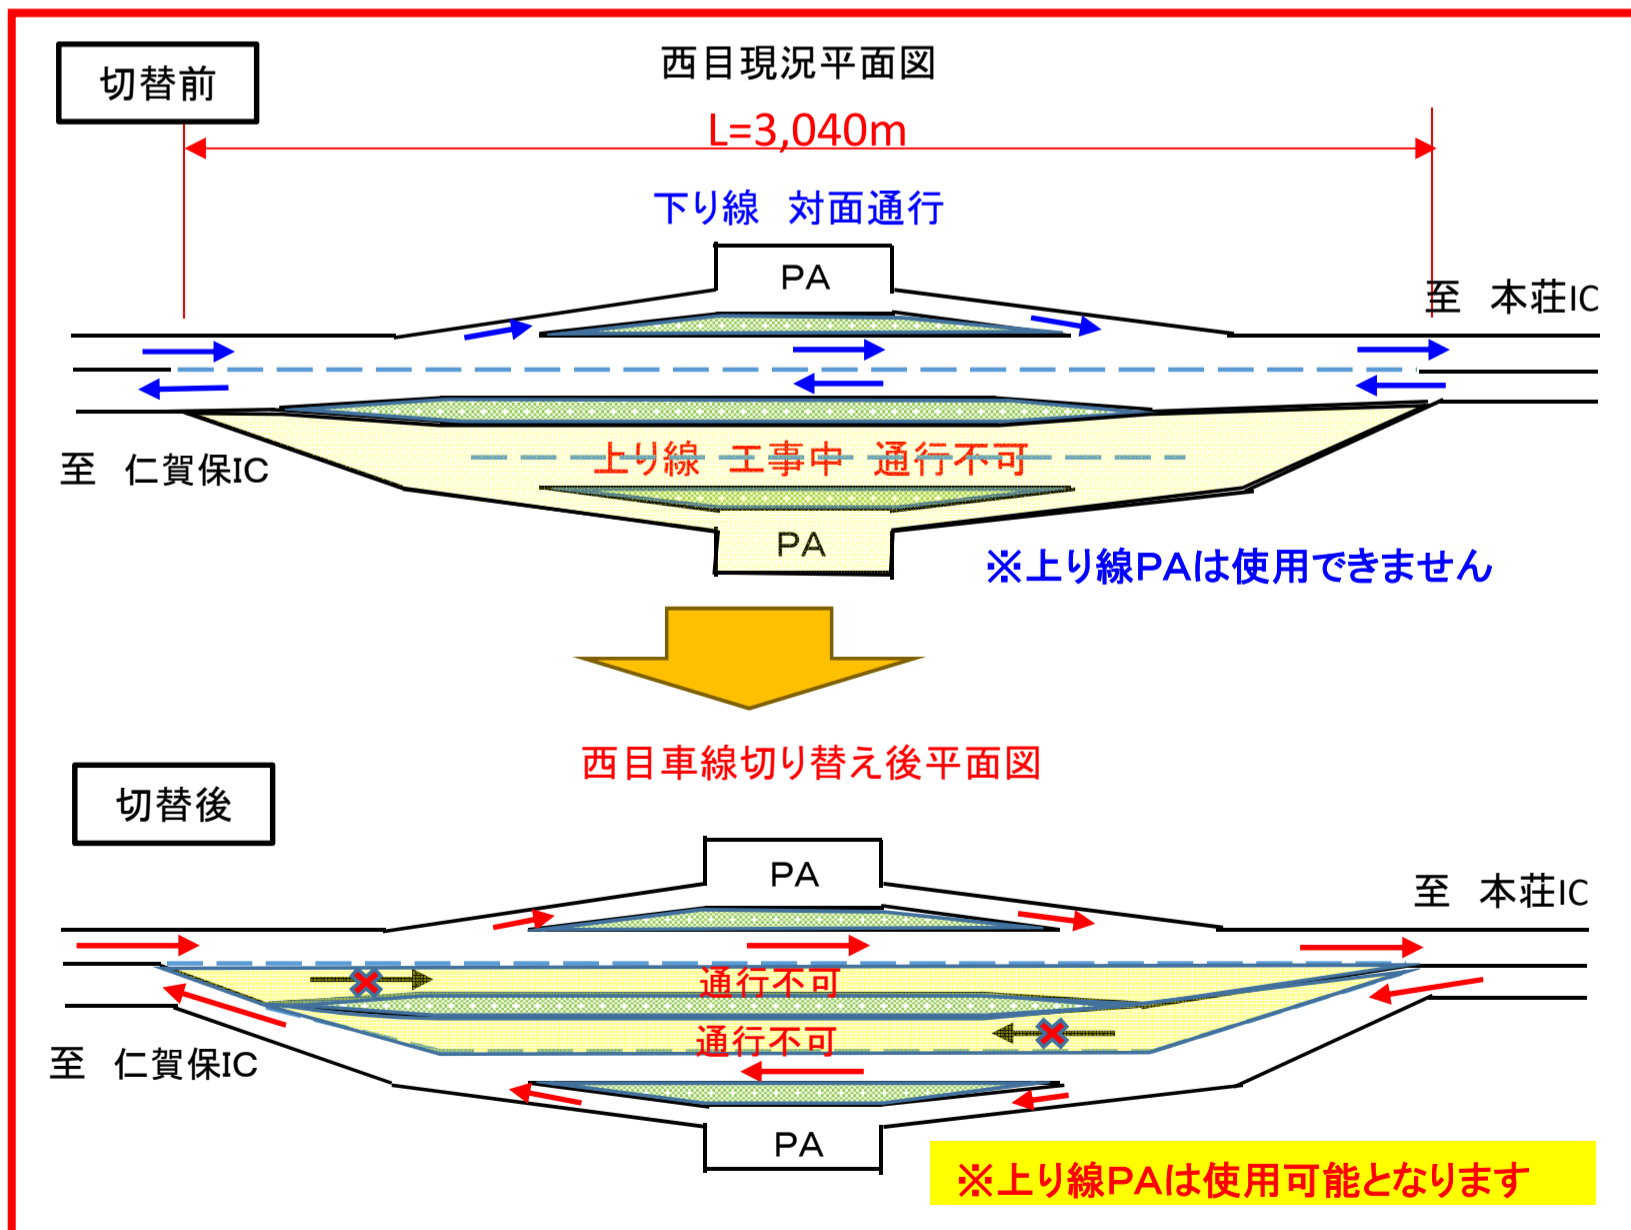 切替前
西目現況平面図
L=3,040m
下り線　対面通行
PA
至　本荘IC
上り線　工事中　通行不可
至　仁賀保IC
PA
※上り線PAは使用できません
西目車線切り替え後平面図
切替後
PA
至　本荘IC
通行不可
通行不可
至　仁賀保IC
PA
※上り線PAは使用可能となります